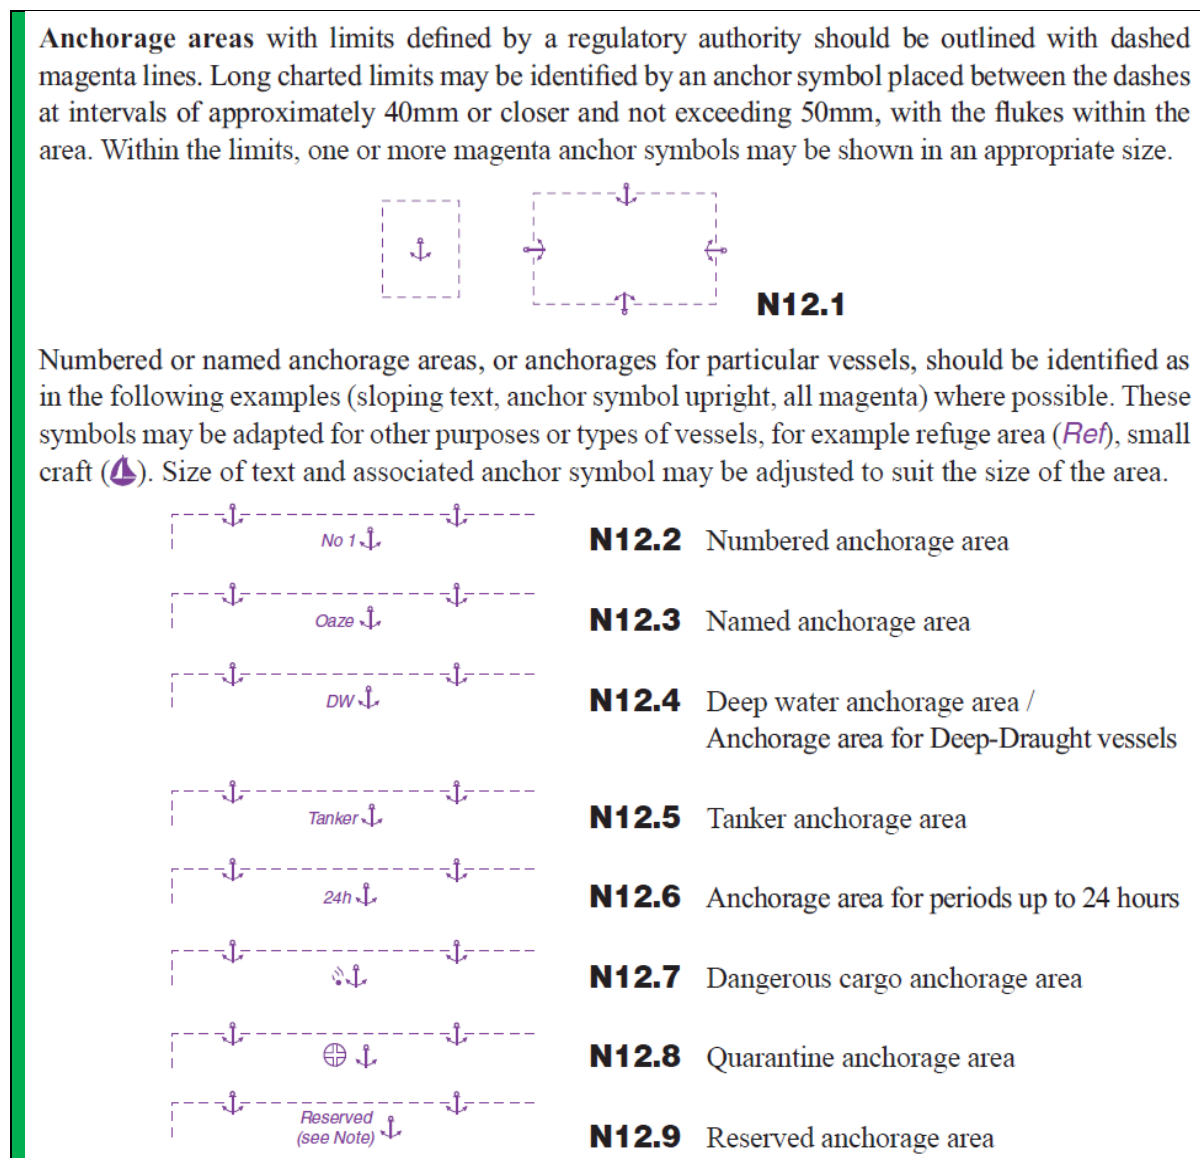 Anchorage areas with limits defined by a regulatory authority should be outlined with dashed
magenta lines. Long charted limits may be identified by an anchor symbol placed between the dashes
at intervals of approximately 40mm or closer and not exceeding 50mm, with the flukes within the
area. Within the limits, one or more magenta anchor symbols may be shown in an appropriate size.
N12.1
Numbered or named anchorage areas, or anchorages for particular vessels, should be identified as
in the following examples (sloping text, anchor symbol upright, all magenta) where possible. These
symbols may be adapted for other purposes or types of vessels, for example refuge area (Ref), small
craft (). Size of text and associated anchor symbol may be adjusted to suit the size of the area.
No 1 N12.2 Numbered anchorage area
Oaze N12.3 Named anchorage area
DW N12.4 Deep water anchorage area /
Anchorage area for Deep-Draught vessels
Tanker N12.5 Tanker anchorage area
24h N12.6 Anchorage area for periods up to 24 hours
N12.7 Dangerous cargo anchorage area
N12.8 Quarantine anchorage area
Reserved
(see Note) N12.9 Reserved anchorage area